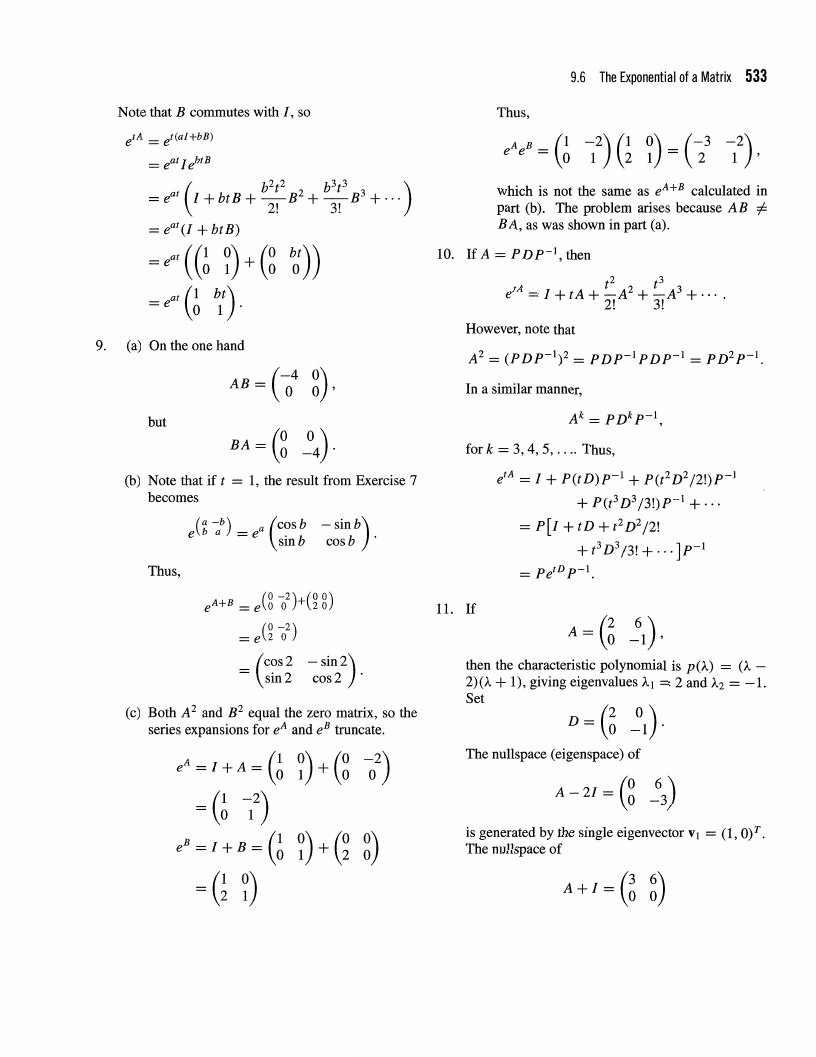 9.6 The Exponential of a Matrix 533
Note that B commutes with I, so
e^{tA} = e^{t(aI+bB)}
= e^{at} I e^{btB}
= e^{at} (I + btB + \frac{b^2t^2}{2!} B^2 + \frac{b^3t^3}{3!} B^3 + ⋯)
= e^{at}(I + btB)
= e^{at} \left( \begin{pmatrix} 1 & 0 \\ 0 & 1 \end{pmatrix} + \begin{pmatrix} 0 & bt \\ 0 & 0 \end{pmatrix} \right)
= e^{at} \begin{pmatrix} 1 & bt \\ 0 & 1 \end{pmatrix}.
9. (a) On the one hand
AB = \begin{pmatrix} -4 & 0 \\ 0 & 0 \end{pmatrix},
but
BA = \begin{pmatrix} 0 & 0 \\ 0 & -4 \end{pmatrix}.
(b) Note that if t = 1, the result from Exercise 7
becomes
e^{\begin{pmatrix} a & -b \\ b & a \end{pmatrix}} = e^a \begin{pmatrix} \cos b & -\sin b \\ \sin b & \cos b \end{pmatrix}.
Thus,
e^{A+B} = e^{\begin{pmatrix} 0 & -2 \\ 0 & 0 \end{pmatrix} + \begin{pmatrix} 0 & 0 \\ 2 & 0 \end{pmatrix}}
= e^{\begin{pmatrix} 0 & -2 \\ 2 & 0 \end{pmatrix}}
= \begin{pmatrix} \cos 2 & -\sin 2 \\ \sin 2 & \cos 2 \end{pmatrix}.
(c) Both A^2 and B^2 equal the zero matrix, so the
series expansions for e^A and e^B truncate.
e^A = I + A = \begin{pmatrix} 1 & 0 \\ 0 & 1 \end{pmatrix} + \begin{pmatrix} 0 & -2 \\ 0 & 0 \end{pmatrix}
= \begin{pmatrix} 1 & -2 \\ 0 & 1 \end{pmatrix}
e^B = I + B = \begin{pmatrix} 1 & 0 \\ 0 & 1 \end{pmatrix} + \begin{pmatrix} 0 & 0 \\ 2 & 0 \end{pmatrix}
= \begin{pmatrix} 1 & 0 \\ 2 & 1 \end{pmatrix}
Thus,
e^A e^B = \begin{pmatrix} 1 & -2 \\ 0 & 1 \end{pmatrix} \begin{pmatrix} 1 & 0 \\ 2 & 1 \end{pmatrix} = \begin{pmatrix} -3 & -2 \\ 2 & 1 \end{pmatrix},
which is not the same as e^{A+B} calculated in
part (b). The problem arises because AB ≠
BA, as was shown in part (a).
10. If A = PDP^{-1}, then
e^{tA} = I + tA + \frac{t^2}{2!}A^2 + \frac{t^3}{3!}A^3 + ⋯ .
However, note that
A^2 = (PDP^{-1})^2 = PDP^{-1}PDP^{-1} = PD^2P^{-1}.
In a similar manner,
A^k = PD^kP^{-1},
for k = 3, 4, 5, .... Thus,
e^{tA} = I + P(tD)P^{-1} + P(t^2D^2/2!)P^{-1}
+ P(t^3D^3/3!)P^{-1} + ⋯
= P[I + tD + t^2D^2/2!
+ t^3D^3/3! + ⋯]P^{-1}
= Pe^{tD}P^{-1}.
11. If
A = \begin{pmatrix} 2 & 6 \\ 0 & -1 \end{pmatrix},
then the characteristic polynomial is p(λ) = (λ −
2)(λ + 1), giving eigenvalues λ_1 = 2 and λ_2 = −1.
Set
D = \begin{pmatrix} 2 & 0 \\ 0 & -1 \end{pmatrix}.
The nullspace (eigenspace) of
A − 2I = \begin{pmatrix} 0 & 6 \\ 0 & -3 \end{pmatrix}
is generated by the single eigenvector v_1 = (1, 0)^T.
The nullspace of
A + I = \begin{pmatrix} 3 & 6 \\ 0 & 0 \end{pmatrix}